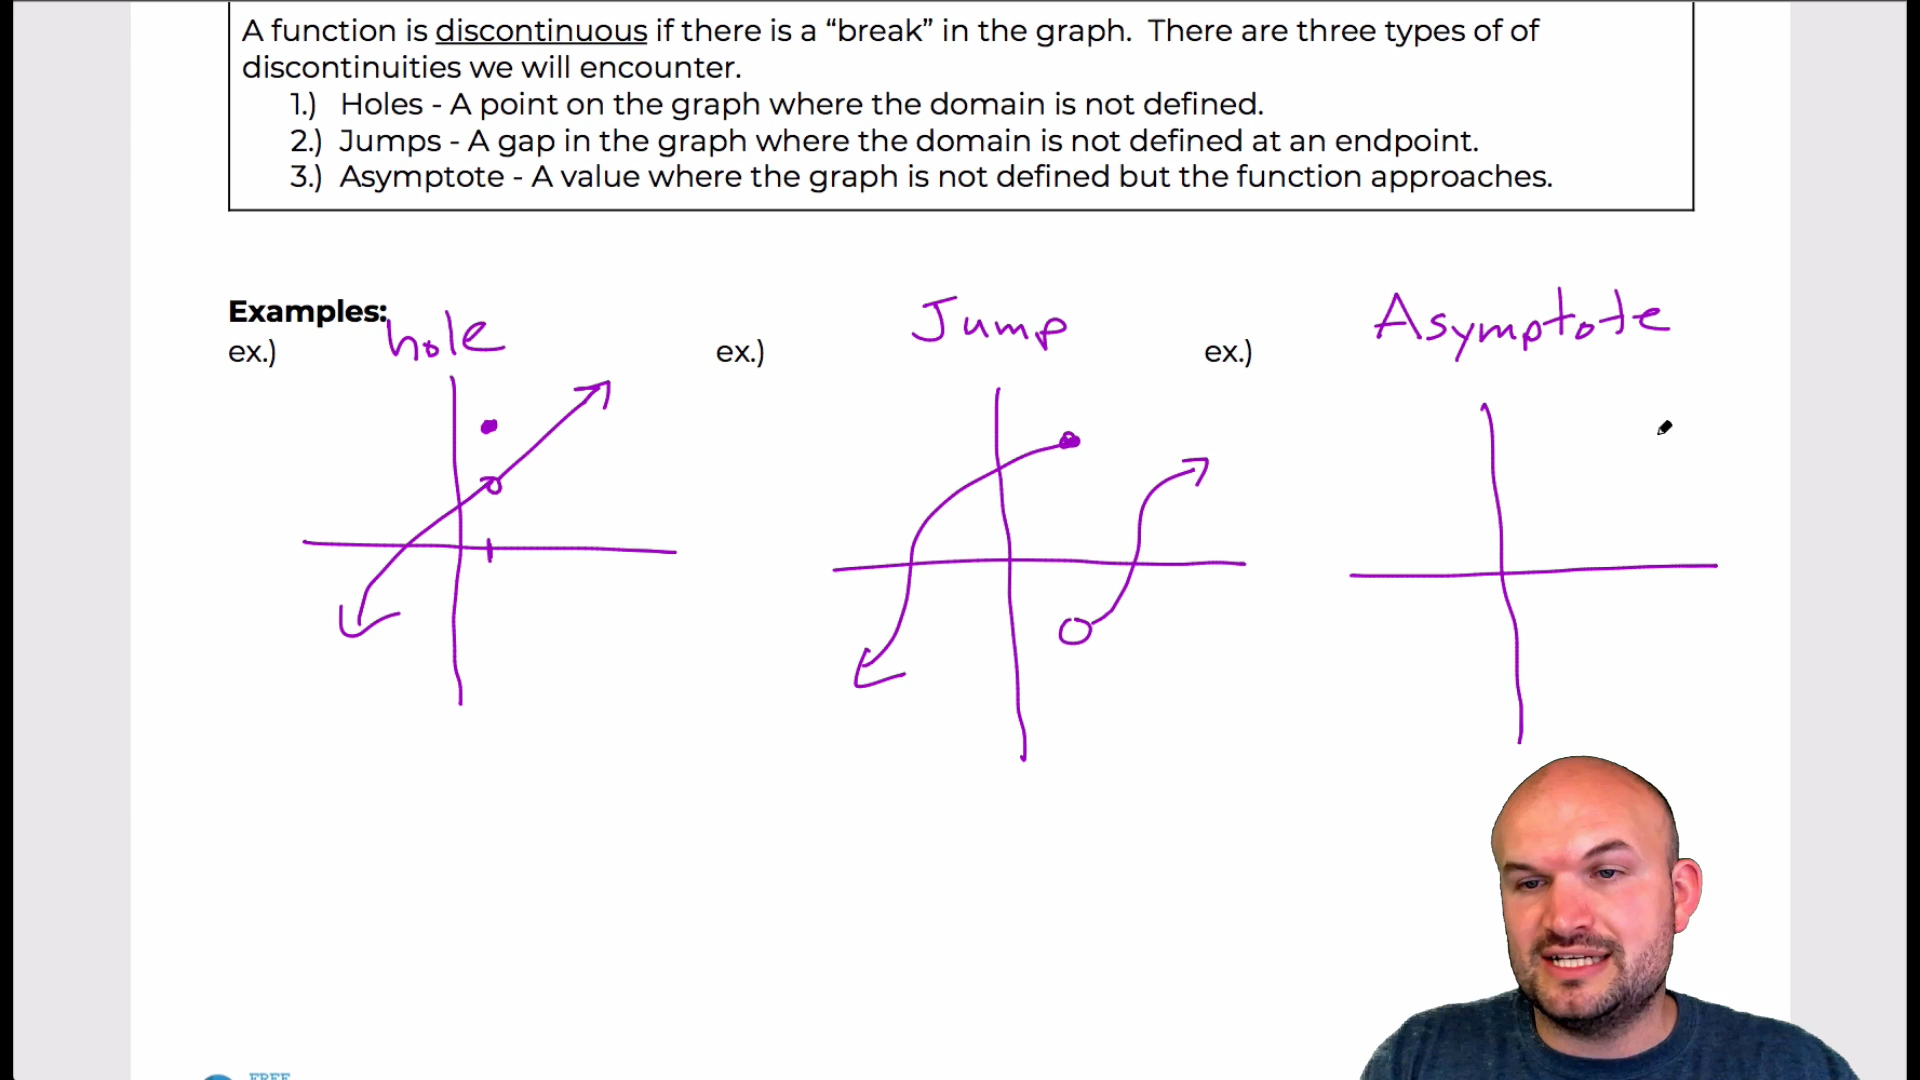 A function is discontinuous if there is a “break” in the graph. There are three types of of
discontinuities we will encounter.
1.) Holes - A point on the graph where the domain is not defined.
2.) Jumps - A gap in the graph where the domain is not defined at an endpoint.
3.) Asymptote - A value where the graph is not defined but the function approaches.
Examples:
ex.) hole
ex.) Jump
ex.) Asymptote
FREE